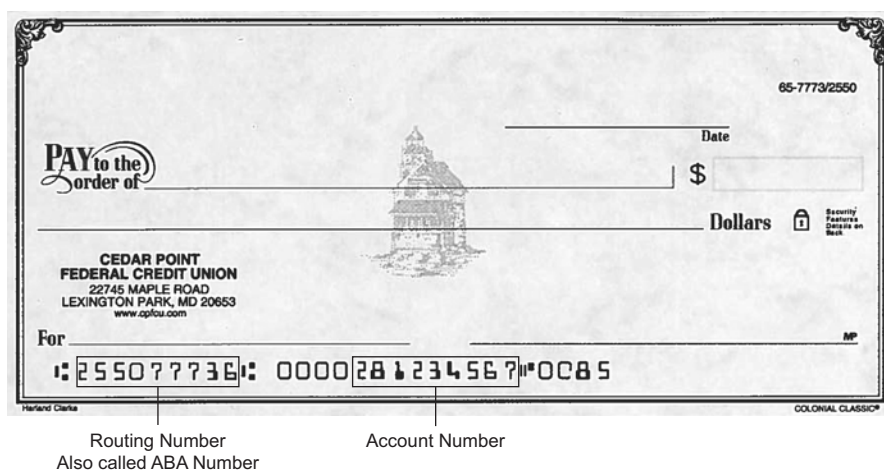 65-7773/2550
Date
PAY to the
order of
$
Dollars
Security
Features
Details on
Back.
CEDAR POINT
FEDERAL CREDIT UNION
22745 MAPLE ROAD
LEXINGTON PARK, MD 20653
www.cpfcu.com
For
MP
⑆255077736⑆ 0000281234567⑈0085
Harland Clarke
COLONIAL CLASSIC®
Routing Number
Also called ABA Number
Account Number